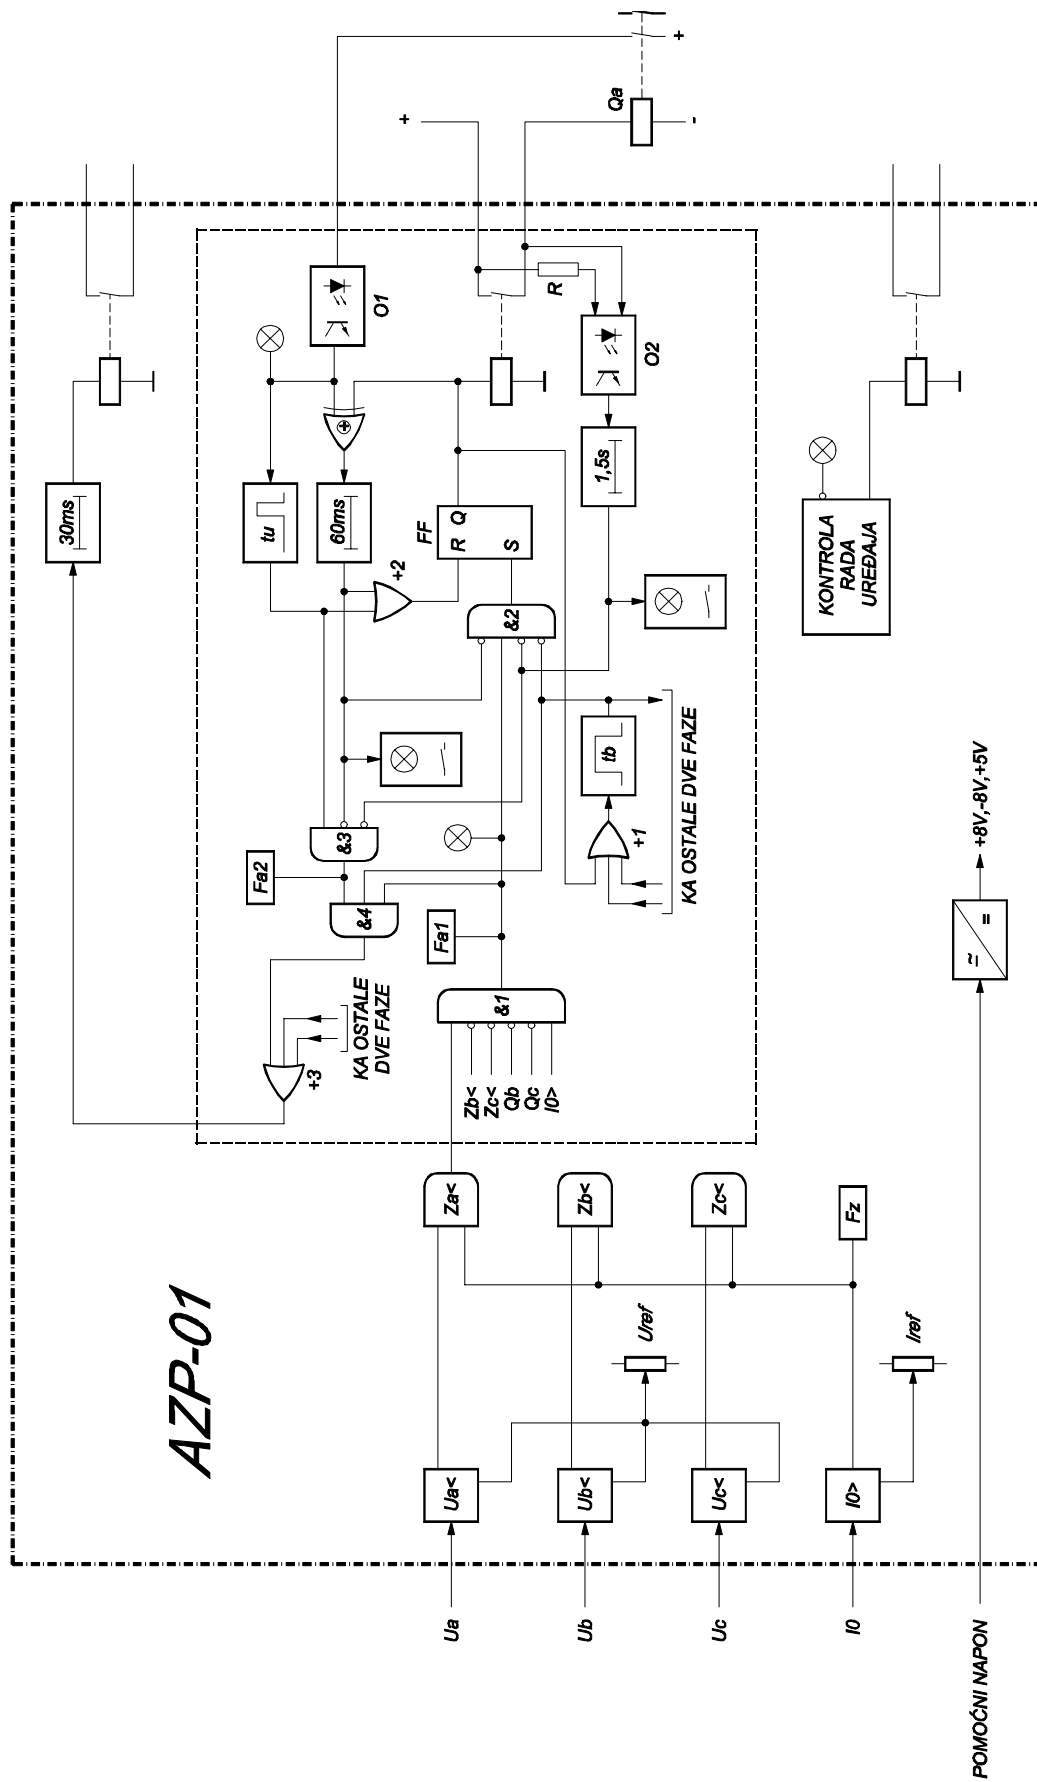 AZP-01
Ua
Ub
Uc
I0
POMOĆNI NAPON
Ua<
Ub<
Uc<
I0>
Uref
Iref
Za<
Zb<
Zc<
Fz
+8V,-8V,+5V
≂
=
+3
KA OSTALE
DVE FAZE
Zb<
Zc<
Qb
Qc
I0>
&1
Fa1
Fa2
&4
&3
+1
KA OSTALE DVE FAZE
tb
&2
+2
FF
R
Q
S
tu
60ms
30ms
1,5s
+
O1
O2
R
KONTROLA
RADA
UREĐAJA
+
Qa
-
+